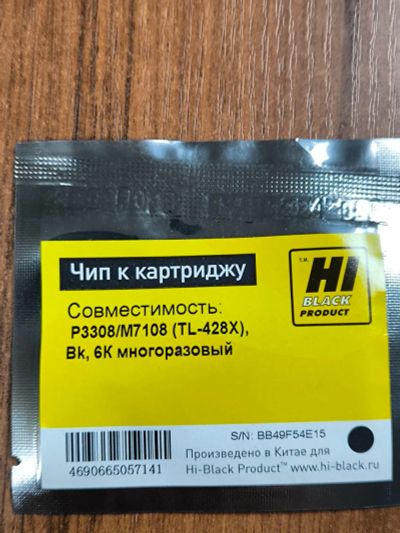 Чип к картриджу
T.M.
HI
BLACK
PRODUCT
Совместимость:
P3308/M7108 (TL-428X),
Bk, 6K многоразовый
S/N: BB49F54E15
Произведено в Китае для
Hi-Black Product™ www.hi-black.ru
4690665057141